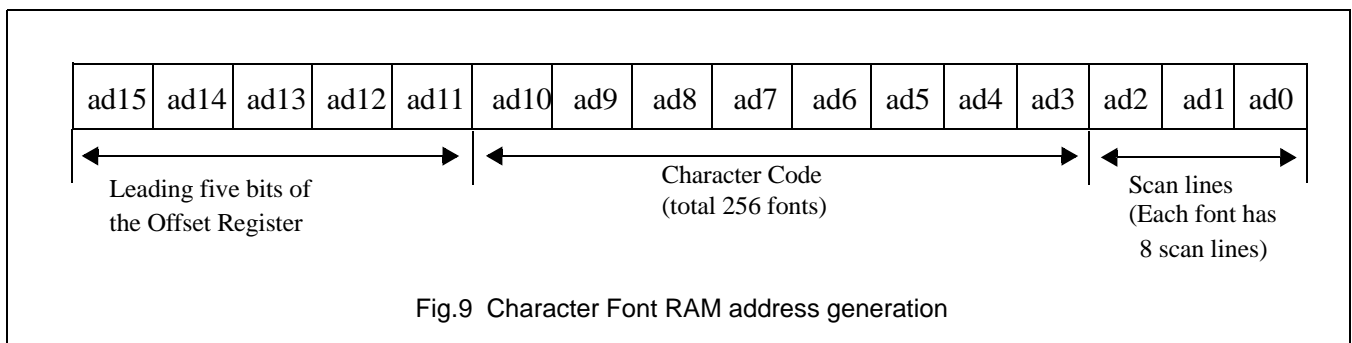 ad15 ad14 ad13 ad12 ad11 ad10 ad9 ad8 ad7 ad6 ad5 ad4 ad3 ad2 ad1 ad0
Leading five bits of
the Offset Register
Character Code
(total 256 fonts)
Scan lines
(Each font has
8 scan lines)
Fig.9 Character Font RAM address generation